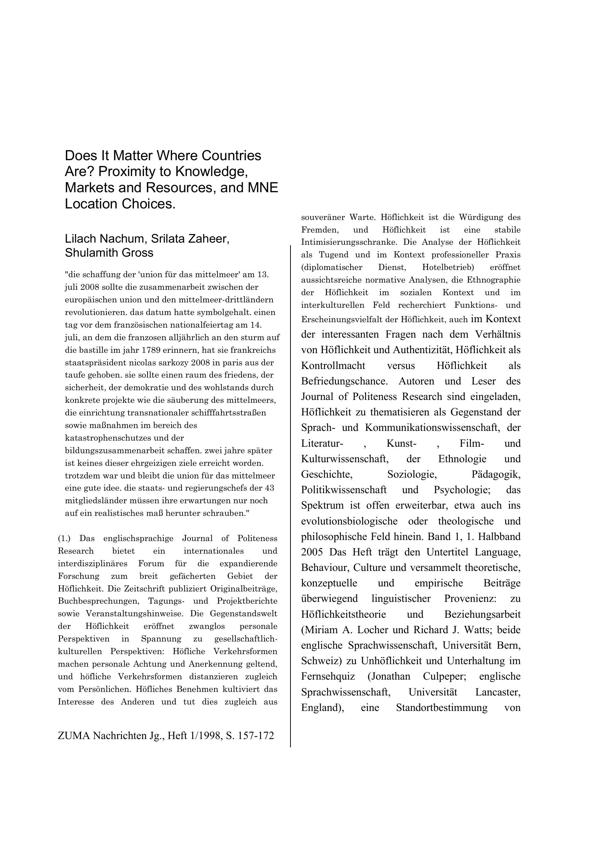 Does It Matter Where Countries
Are? Proximity to Knowledge,
Markets and Resources, and MNE
Location Choices.
Lilach Nachum, Srilata Zaheer,
Shulamith Gross
"die schaffung der 'union für das mittelmeer' am 13.
juli 2008 sollte die zusammenarbeit zwischen der
europäischen union und den mittelmeer-drittländern
revolutionieren. das datum hatte symbolgehalt. einen
tag vor dem französischen nationalfeiertag am 14.
juli, an dem die franzosen alljährlich an den sturm auf
die bastille im jahr 1789 erinnern, hat sie frankreichs
staatspräsident nicolas sarkozy 2008 in paris aus der
taufe gehoben. sie sollte einen raum des friedens, der
sicherheit, der demokratie und des wohlstands durch
konkrete projekte wie die säuberung des mittelmeers,
die einrichtung transnationaler schifffahrtsstraßen
sowie maßnahmen im bereich des
katastrophenschutzes und der
bildungszusammenarbeit schaffen. zwei jahre später
ist keines dieser ehrgeizigen ziele erreicht worden.
trotzdem war und bleibt die union für das mittelmeer
eine gute idee. die staats- und regierungschefs der 43
mitgliedsländer müssen ihre erwartungen nur noch
auf ein realistisches maß herunter schrauben."
(1.) Das englischsprachige Journal of Politeness
Research bietet ein internationales und
interdisziplinäres Forum für die expandierende
Forschung zum breit gefächerten Gebiet der
Höflichkeit. Die Zeitschrift publiziert Originalbeiträge,
Buchbesprechungen, Tagungs- und Projektberichte
sowie Veranstaltungshinweise. Die Gegenstandswelt
der Höflichkeit eröffnet zwanglos personale
Perspektiven in Spannung zu gesellschaftlich-
kulturellen Perspektiven: Höfliche Verkehrsformen
machen personale Achtung und Anerkennung geltend,
und höfliche Verkehrsformen distanzieren zugleich
vom Persönlichen. Höfliches Benehmen kultiviert das
Interesse des Anderen und tut dies zugleich aus
souveräner Warte. Höflichkeit ist die Würdigung des
Fremden, und Höflichkeit ist eine stabile
Intimisierungsschranke. Die Analyse der Höflichkeit
als Tugend und im Kontext professioneller Praxis
(diplomatischer Dienst, Hotelbetrieb) eröffnet
aussichtsreiche normative Analysen, die Ethnographie
der Höflichkeit im sozialen Kontext und im
interkulturellen Feld recherchiert Funktions- und
Erscheinungsvielfalt der Höflichkeit, auch im Kontext
der interessanten Fragen nach dem Verhältnis
von Höflichkeit und Authentizität, Höflichkeit als
Kontrollmacht versus Höflichkeit als
Befriedungschance. Autoren und Leser des
Journal of Politeness Research sind eingeladen,
Höflichkeit zu thematisieren als Gegenstand der
Sprach- und Kommunikationswissenschaft, der
Literatur- , Kunst- , Film- und
Kulturwissenschaft, der Ethnologie und
Geschichte, Soziologie, Pädagogik,
Politikwissenschaft und Psychologie; das
Spektrum ist offen erweiterbar, etwa auch ins
evolutionsbiologische oder theologische und
philosophische Feld hinein. Band 1, 1. Halbband
2005 Das Heft trägt den Untertitel Language,
Behaviour, Culture und versammelt theoretische,
konzeptuelle und empirische Beiträge
überwiegend linguistischer Provenienz: zu
Höflichkeitstheorie und Beziehungsarbeit
(Miriam A. Locher und Richard J. Watts; beide
englische Sprachwissenschaft, Universität Bern,
Schweiz) zu Unhöflichkeit und Unterhaltung im
Fernsehquiz (Jonathan Culpeper; englische
Sprachwissenschaft, Universität Lancaster,
England), eine Standortbestimmung von
ZUMA Nachrichten Jg., Heft 1/1998, S. 157-172